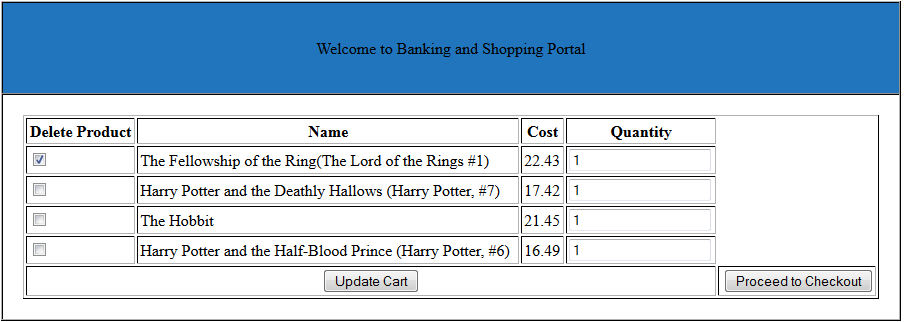 Welcome to Banking and Shopping Portal
Delete Product Name Cost Quantity
The Fellowship of the Ring(The Lord of the Rings #1) 22.43 1
Harry Potter and the Deathly Hallows (Harry Potter, #7) 17.42 1
The Hobbit 21.45 1
Harry Potter and the Half-Blood Prince (Harry Potter, #6) 16.49 1
Update Cart Proceed to Checkout